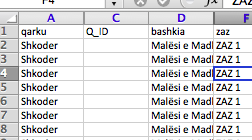 A C D E
1 qarku Q_ID bashkia zaz
2 Shkoder Malësi e Mad ZAZ 1
3 Shkoder Malësi e Mad ZAZ 1
4 Shkoder Malësi e Mad ZAZ 1
5 Shkoder Malësi e Mad ZAZ 1
6 Shkoder Malësi e Mad ZAZ 1
7 Shkoder Malësi e Mad ZAZ 1
8 Shkoder Malësi e Mad ZAZ 1